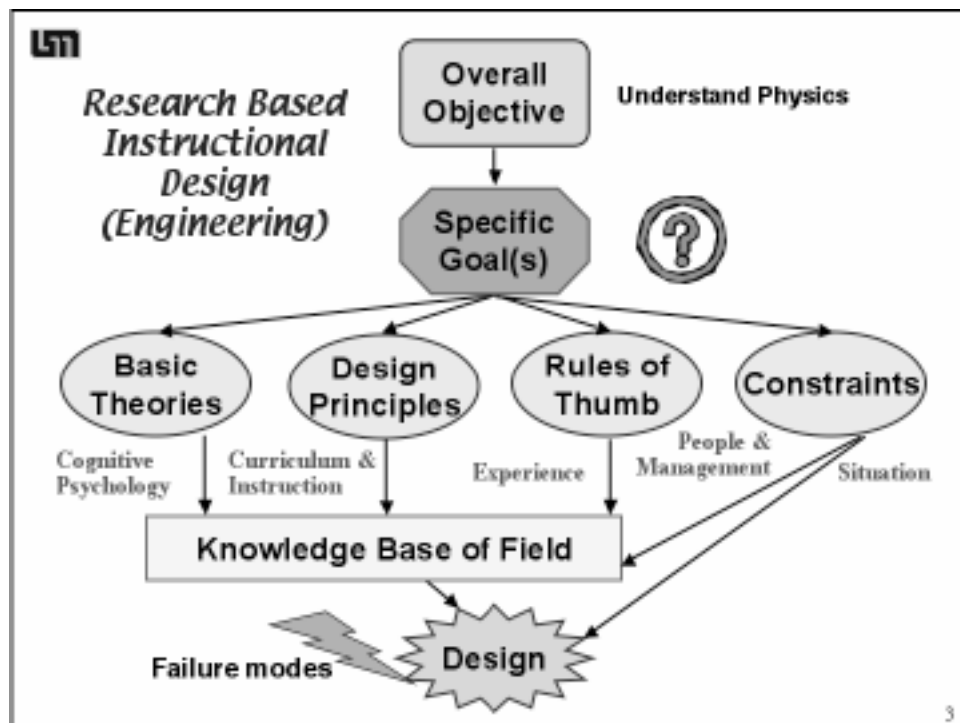 Research Based
Instructional
Design
(Engineering)
Overall
Objective
Understand Physics
Specific
Goal(s)
?
Basic
Theories
Design
Principles
Rules of
Thumb
Constraints
Cognitive
Psychology
Curriculum &
Instruction
Experience
People &
Management
Situation
Knowledge Base of Field
Failure modes
Design
3